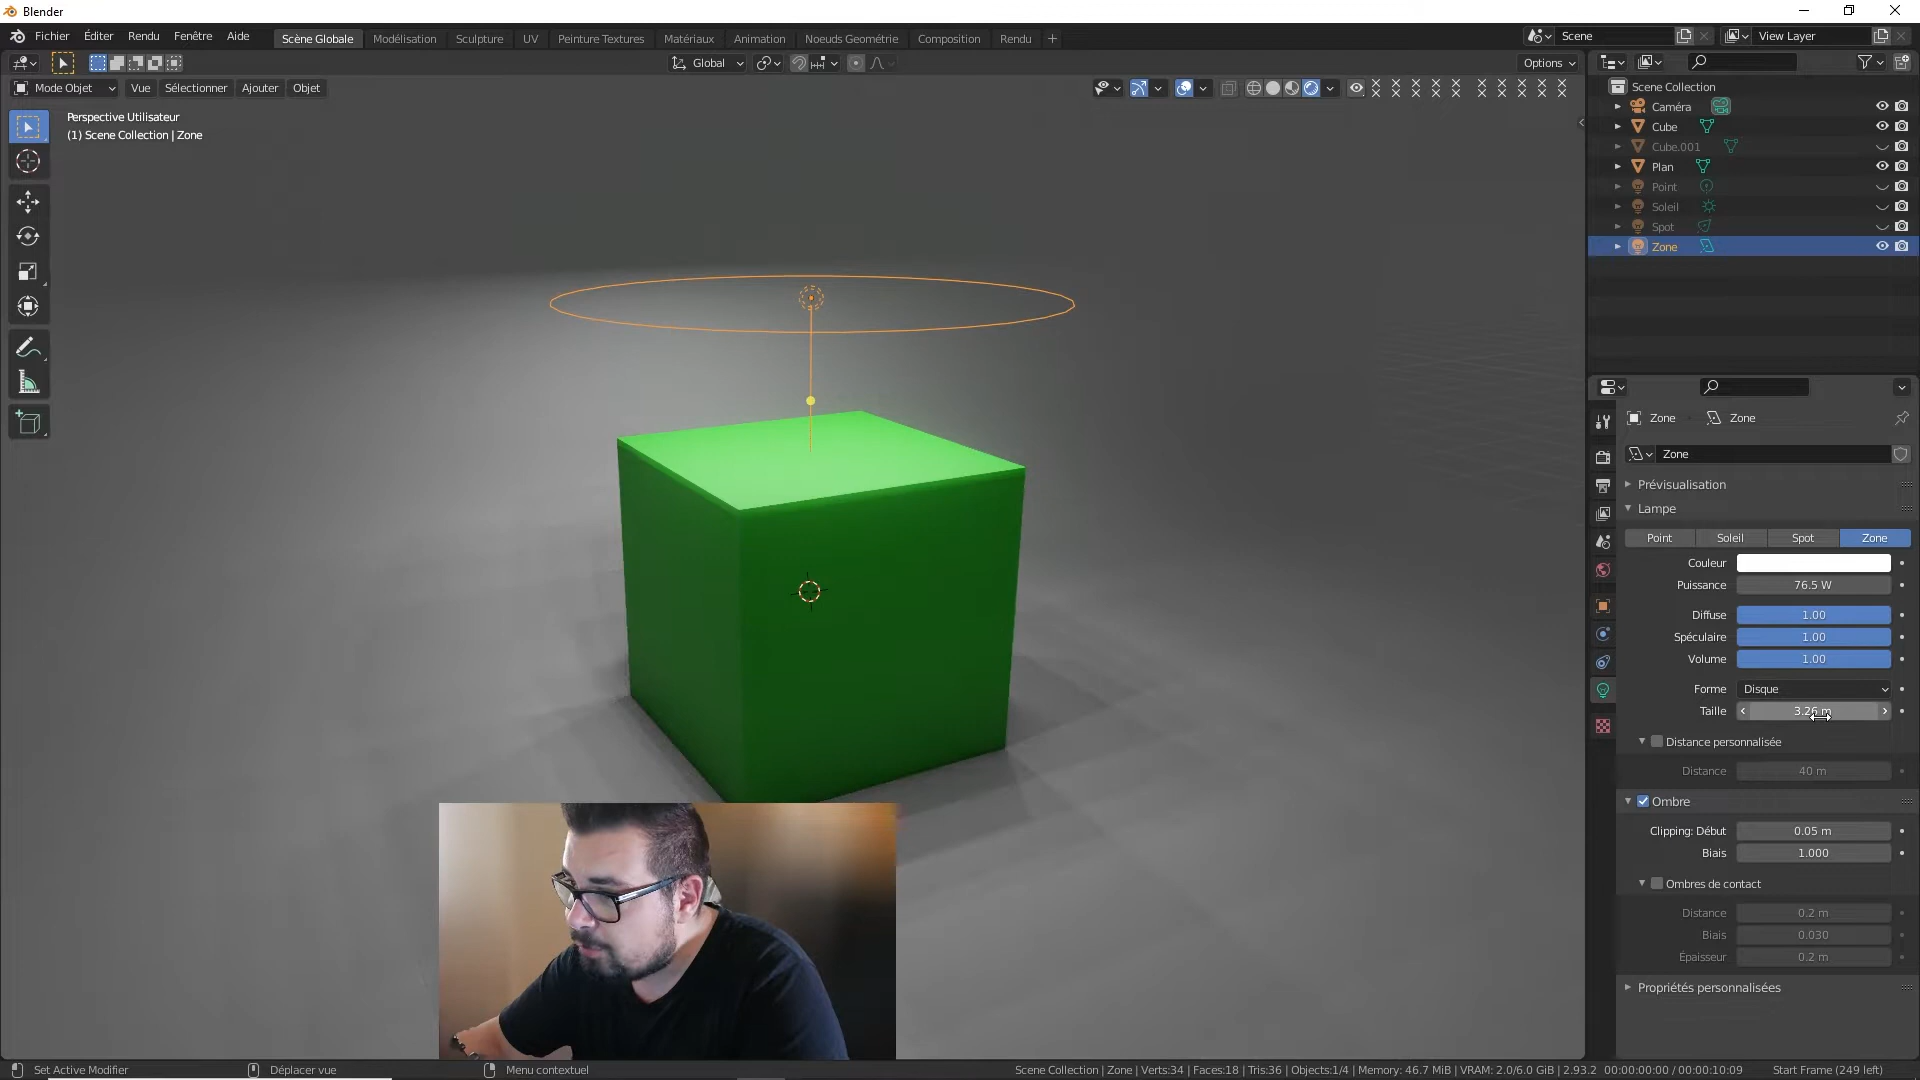 Blender
Fichier Éditer Rendu Fenêtre Aide
Scène Globale Modélisation Sculpture UV Peinture Textures Matériaux Animation Noeuds Géométrie Composition Rendu
Scene
View Layer
Global
Options
Mode Objet Vue Sélectionner Ajouter Objet
Perspective Utilisateur
(1) Scene Collection | Zone
Scene Collection
Caméra
Cube
Cube.001
Plan
Point
Soleil
Spot
Zone
Zone Zone
Zone
Prévisualisation
Lampe
Point Soleil Spot Zone
Couleur
Puissance 76.5 W
Diffuse 1.00
Spéculaire 1.00
Volume 1.00
Forme Disque
Taille 3.26 m
Distance personnalisée
Distance 40 m
Ombre
Clipping: Début 0.05 m
Biais 1.000
Ombres de contact
Distance 0.2 m
Biais 0.030
Épaisseur 0.2 m
Propriétés personnalisées
Set Active Modifier Déplacer vue Menu contextuel Scene Collection | Zone | Verts:34 | Faces:18 | Tris:36 | Objects:1/4 | Memory: 46.7 MiB | VRAM: 2.0/6.0 GiB | 2.93.2 00:00:00:00 / 00:00:10:09 Start Frame (249 left)